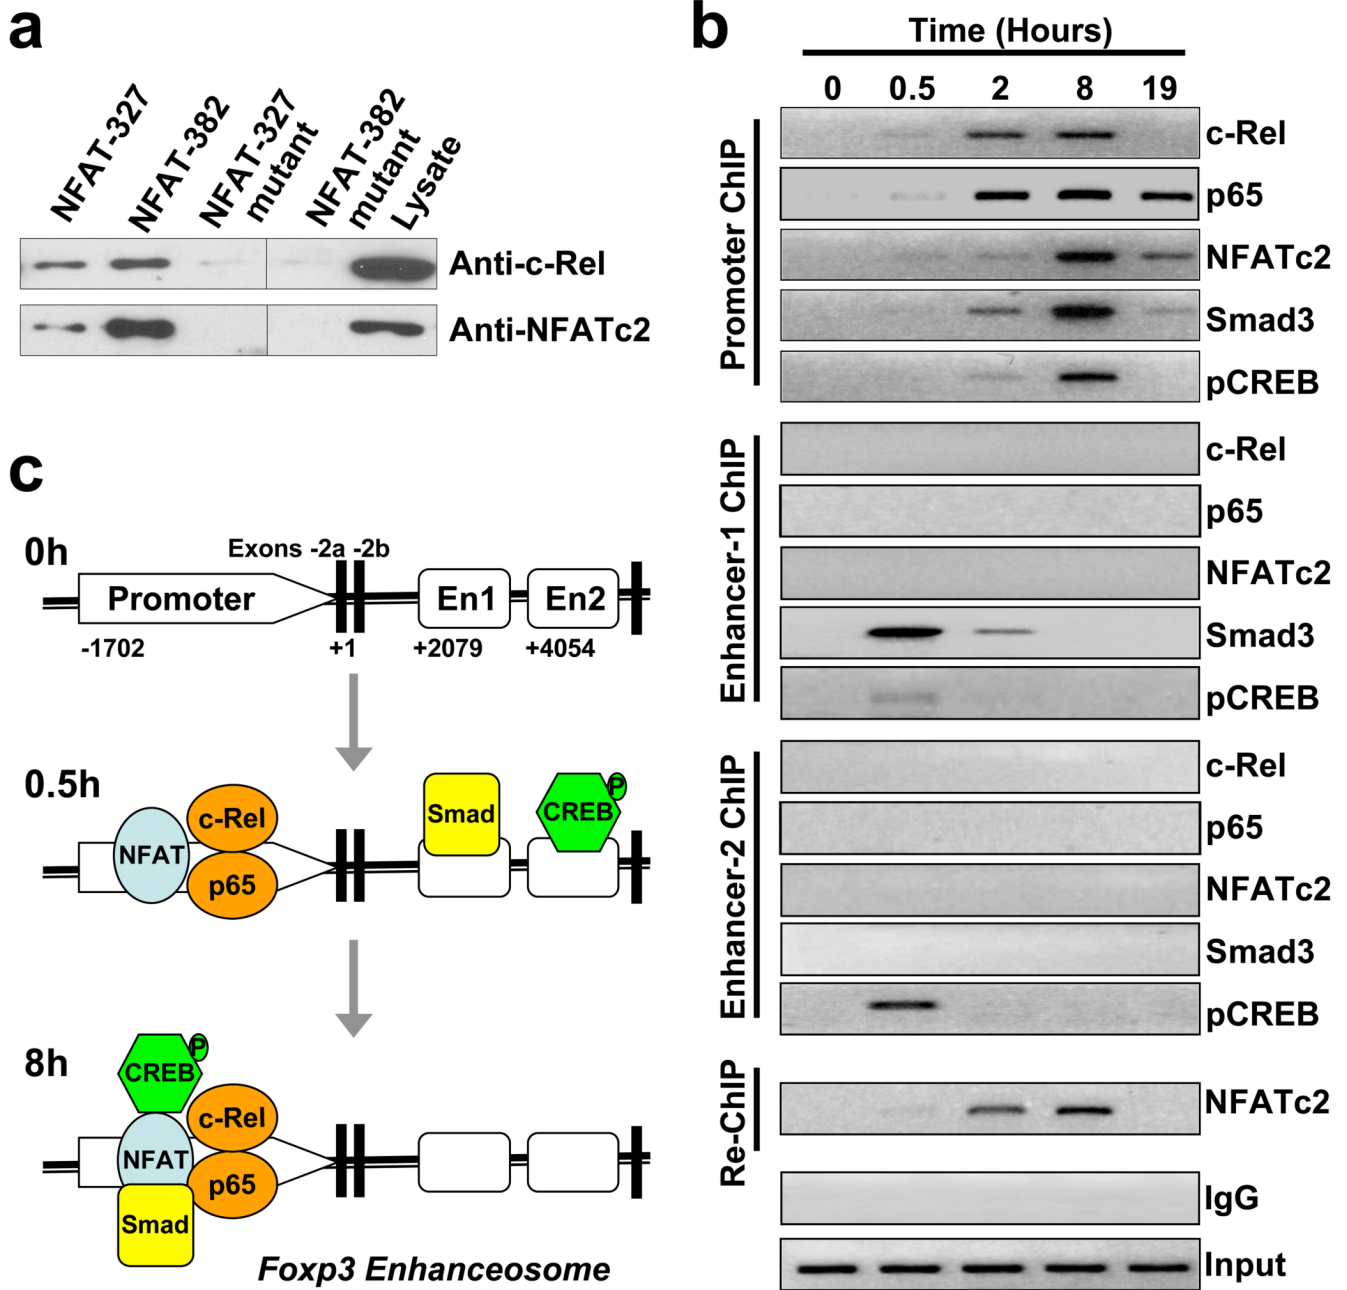 a
NFAT-327
NFAT-382
NFAT-327
mutant
NFAT-382
mutant
Lysate
Anti-c-Rel
Anti-NFATc2
b
Time (Hours)
0 0.5 2 8 19
Promoter ChIP
c-Rel
p65
NFATc2
Smad3
pCREB
Enhancer-1 ChIP
c-Rel
p65
NFATc2
Smad3
pCREB
Enhancer-2 ChIP
c-Rel
p65
NFATc2
Smad3
pCREB
Re-ChIP
NFATc2
IgG
Input
c
0h
Exons -2a -2b
Promoter En1 En2
-1702 +1 +2079 +4054
0.5h
NFAT
c-Rel
p65
Smad
CREB
P
8h
CREB
P
NFAT
c-Rel
p65
Smad
Foxp3 Enhanceosome